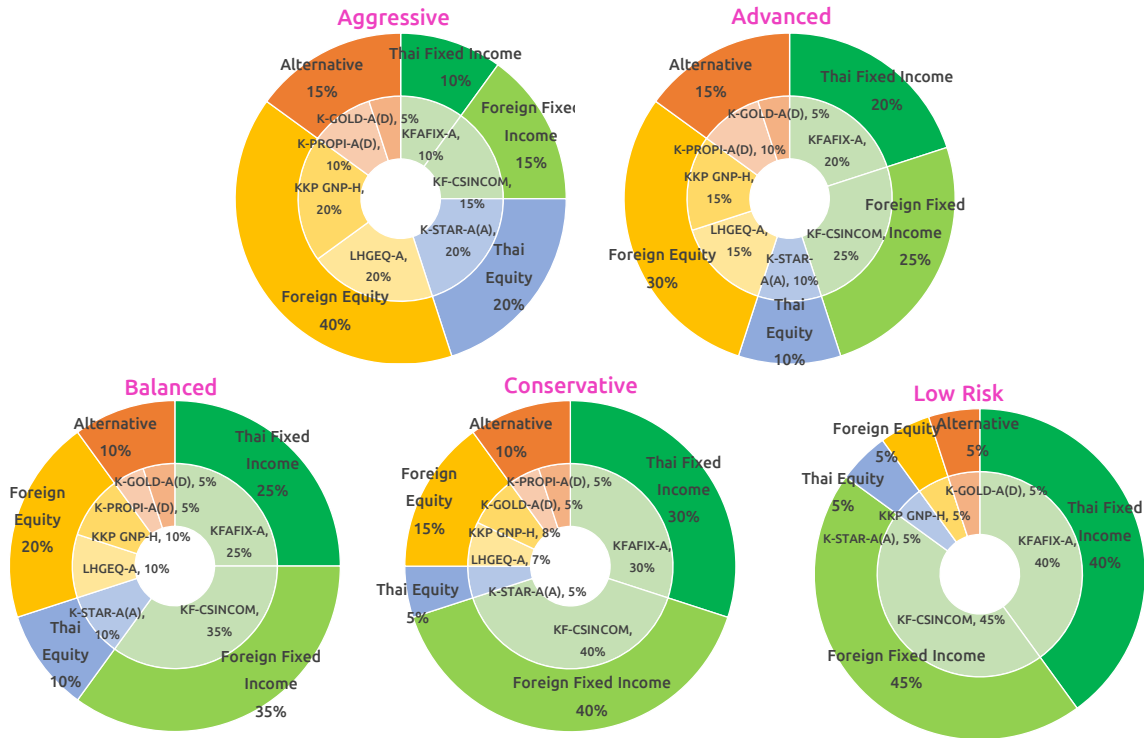 Aggressive
Thai Fixed Income
10%
Foreign Fixed
Income
15%
Thai
Equity
20%
Foreign Equity
40%
Alternative
15%
KFAFIX-A,
10%
KF-CSINCOM,
15%
K-STAR-A(A)
20%
LHGEQ-A,
20%
KKP GNP-H,
20%
K-PROPI-A(D),
10%
K-GOLD-A(D), 5%
Advanced
Thai Fixed Income
20%
Foreign Fixed
Income
25%
Thai
Equity
10%
Foreign Equity
30%
Alternative
15%
KFAFIX-A,
20%
KF-CSINCOM,
25%
K-STAR-
A(A), 10%
LHGEQ-A,
15%
KKP GNP-H,
15%
K-PROPI-A(D), 10%
K-GOLD-A(D), 5%
Balanced
Thai Fixed
Income
25%
Foreign Fixed
Income
35%
Thai
Equity
10%
Foreign
Equity
20%
Alternative
10%
KFAFIX-A,
25%
KF-CSINCOM,
35%
K-STAR-A(A),
10%
LHGEQ-A, 10%
KKP GNP-H, 10%
K-PROPI-A(D), 5%
K-GOLD-A(D), 5%
Conservative
Thai Fixed
Income
30%
Foreign Fixed Income
40%
Thai Equity
5%
Foreign
Equity
15%
Alternative
10%
KFAFIX-A,
30%
KF-CSINCOM,
40%
K-STAR-A(A), 5%
LHGEQ-A, 7%
KKP GNP-H, 8%
K-GOLD-A(D), 5%
K-PROPI-A(D), 5%
Low Risk
Thai Fixed
Income
40%
Foreign Fixed Income
45%
Thai Equity
5%
Foreign Equity
5%
Alternative
5%
KFAFIX-A,
40%
KF-CSINCOM, 45%
K-STAR-A(A), 5%
KKP GNP-H, 5%
K-GOLD-A(D), 5%